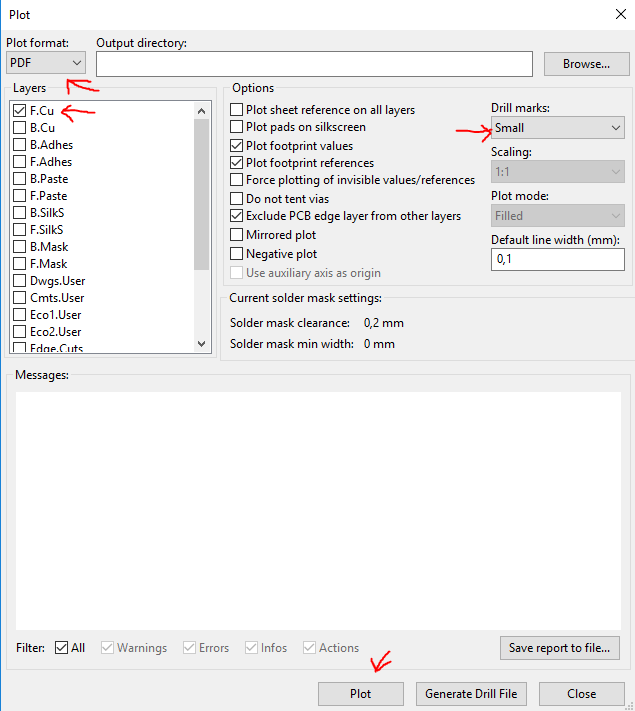 Plot
Plot format:
Output directory:
PDF
Browse...
Layers
F.Cu
B.Cu
B.Adhes
F.Adhes
B.Paste
F.Paste
B.SilkS
F.SilkS
B.Mask
F.Mask
Dwgs.User
Cmts.User
Eco1.User
Eco2.User
Edge.Cuts
Options
Plot sheet reference on all layers
Plot pads on silkscreen
Plot footprint values
Plot footprint references
Force plotting of invisible values/references
Do not tent vias
Exclude PCB edge layer from other layers
Mirrored plot
Negative plot
Use auxiliary axis as origin
Drill marks:
Small
Scaling:
1:1
Plot mode:
Filled
Default line width (mm):
0,1
Current solder mask settings:
Solder mask clearance: 0,2 mm
Solder mask min width: 0 mm
Messages:
Filter: All Warnings Errors Infos Actions
Save report to file...
Plot
Generate Drill File
Close